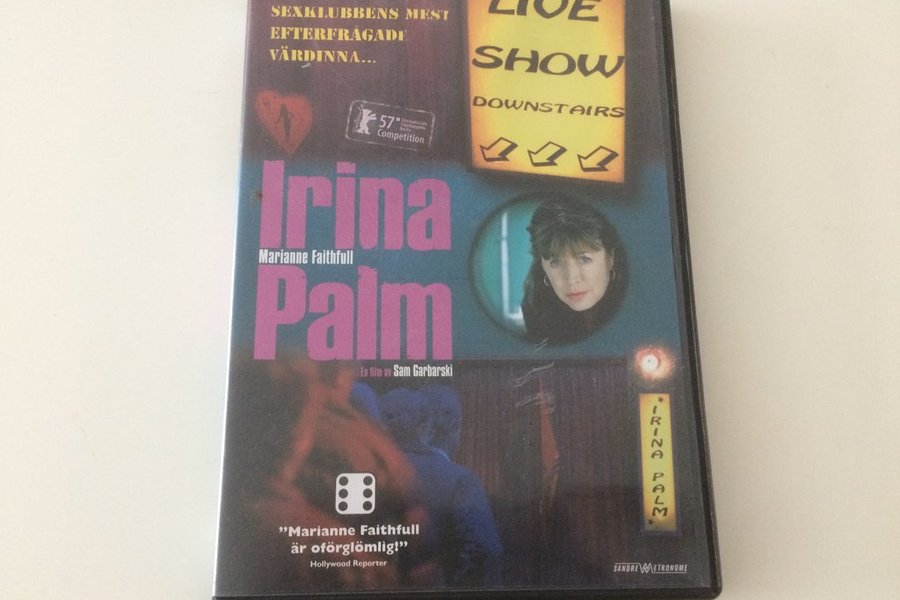 SEXKLUBBENS MEST
EFTERFRÅGADE
VÄRDINNA...
LIVE
SHOW
DOWNSTAIRS
57e
Competition
Irina
Marianne Faithfull
Palm
En film av Sam Garbarski
IRINA PALM
"Marianne Faithfull
är oförglömlig!"
Hollywood Reporter
SANDREW METRONOME